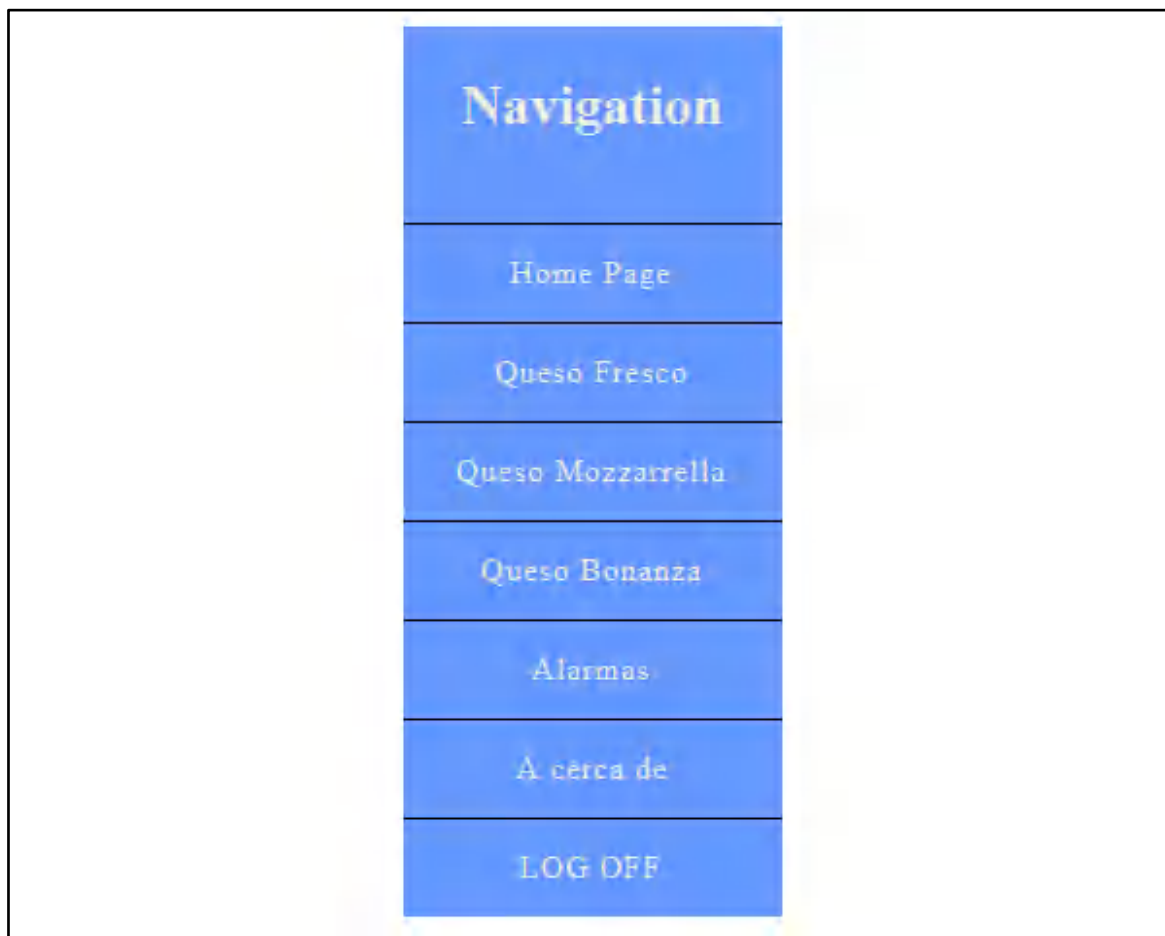 Navigation
Home Page
Queso Fresco
Queso Mozzarrella
Queso Bonanza
Alarmas
A cerca de
LOG OFF